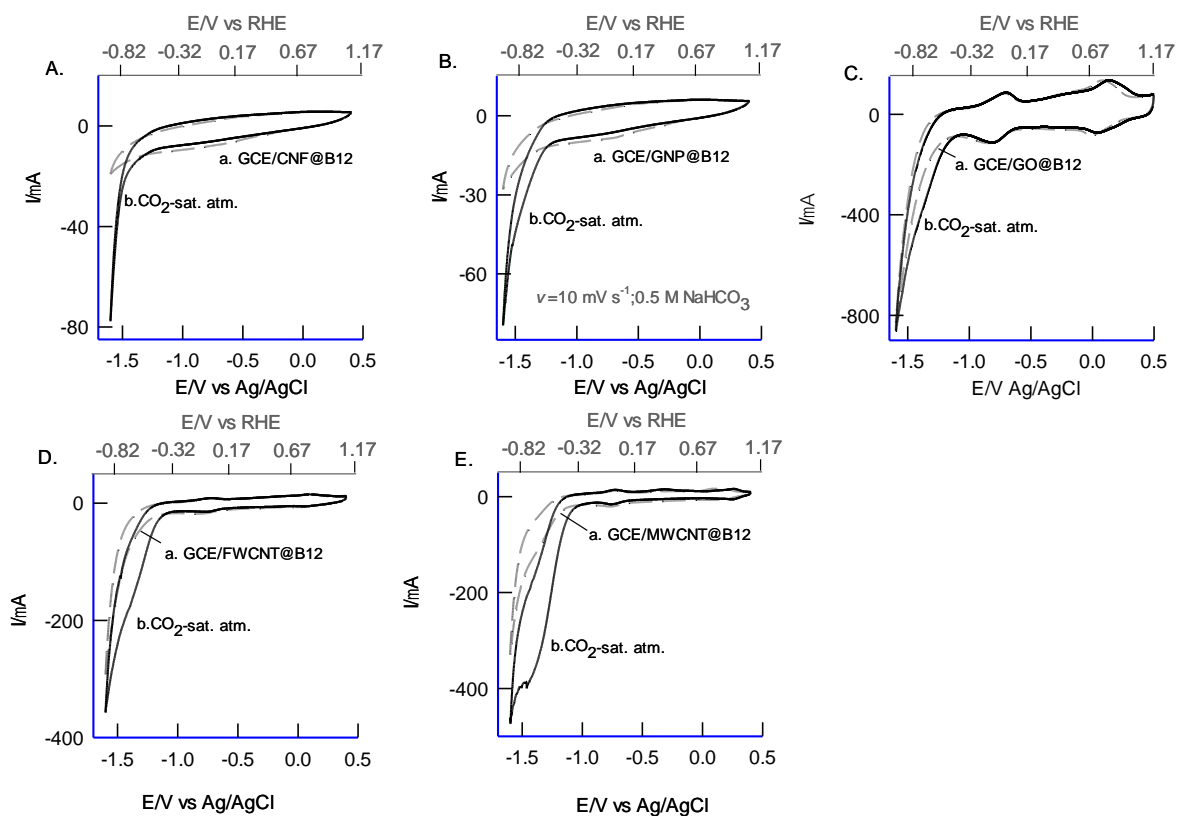 A.
E/V vs RHE
-0.82 -0.32 0.17 0.67 1.17
I/mA
0
-40
-80
a. GCE/CNF@B12
b.CO2-sat. atm.
-1.5 -1.0 -0.5 0.0 0.5
E/V vs Ag/AgCl
B.
E/V vs RHE
-0.82 -0.32 0.17 0.67 1.17
I/mA
0
-30
-60
a. GCE/GNP@B12
b.CO2-sat. atm.
v=10 mV s-1;0.5 M NaHCO3
-1.5 -1.0 -0.5 0.0 0.5
E/V vs Ag/AgCl
C.
E/V vs RHE
-0.82 -0.32 0.17 0.67 1.17
I/mA
0
-400
-800
a. GCE/GO@B12
b.CO2-sat. atm.
-1.5 -1.0 -0.5 0.0 0.5
E/V Ag/AgCl
D.
E/V vs RHE
-0.82 -0.32 0.17 0.67 1.17
I/mA
0
-200
-400
a. GCE/FWCNT@B12
b.CO2-sat. atm.
-1.5 -1.0 -0.5 0.0 0.5
E/V vs Ag/AgCl
E.
E/V vs RHE
-0.82 -0.32 0.17 0.67 1.17
I/mA
0
-200
-400
a. GCE/MWCNT@B12
b.CO2-sat. atm.
-1.5 -1.0 -0.5 0.0 0.5
E/V vs Ag/AgCl